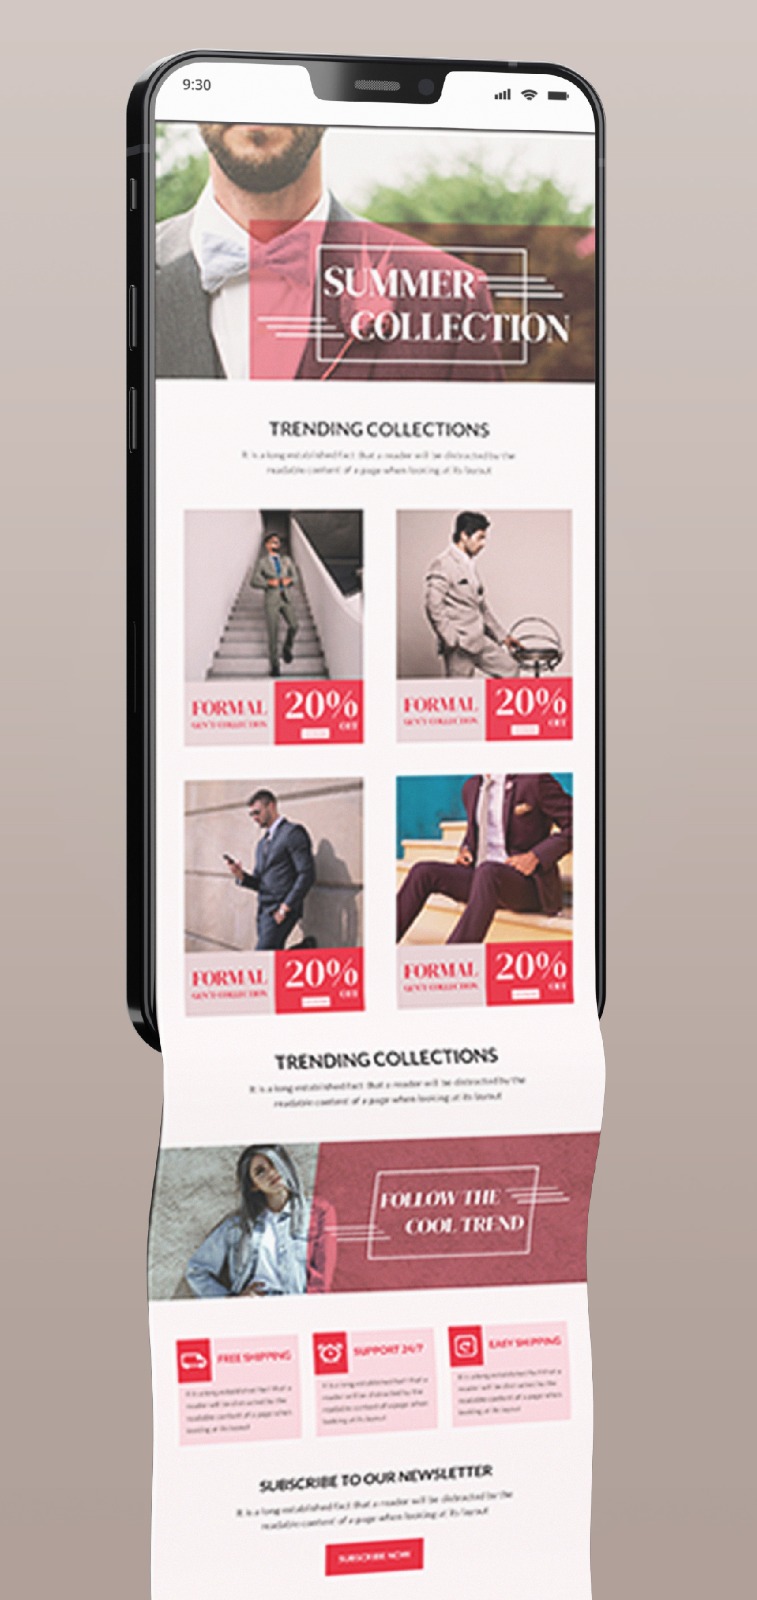 9:30
SUMMER
COLLECTION
TRENDING COLLECTIONS
It is a long established fact that a reader will be distracted by the
readable content of a page when looking at its layout
FORMAL
GEN'T COLLECTION
20%
OFF
FORMAL
GEN'T COLLECTION
20%
OFF
FORMAL
GEN'T COLLECTION
20%
OFF
FORMAL
GEN'T COLLECTION
20%
OFF
TRENDING COLLECTIONS
It is a long established fact that a reader will be distracted by the
readable content of a page when looking at its layout
FOLLOW THE
COOL TREND
FREE SHIPPING
It is a long established fact that a
reader will be distracted by the
readable content of a page when
looking at its layout
SUPPORT 24/7
It is a long established fact that a
reader will be distracted by the
readable content of a page when
looking at its layout
EASY SHIPPING
It is a long established fact that a
reader will be distracted by the
readable content of a page when
looking at its layout
SUBSCRIBE TO OUR NEWSLETTER
It is a long established fact that a reader will be distracted by the
readable content of a page when looking at its layout
SUBSCRIBE NOW